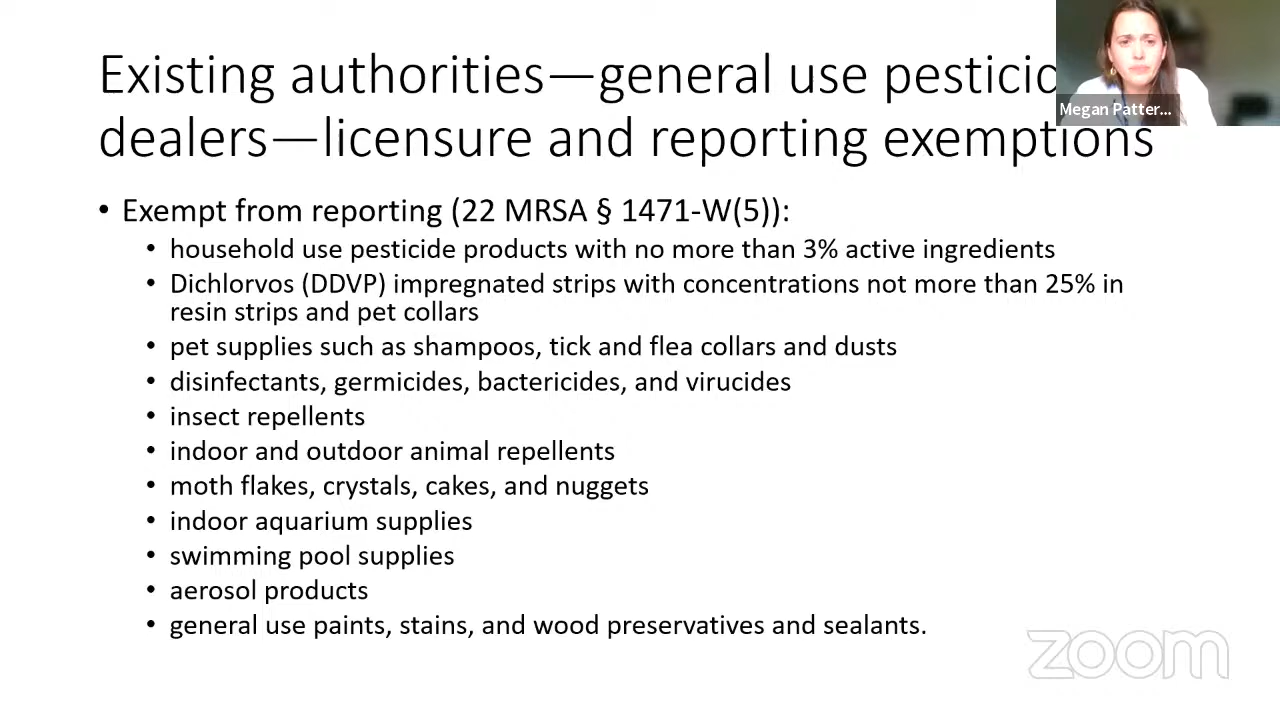 Existing authorities—general use pesticid
dealers—licensure and reporting exemptions
Megan Patter...
• Exempt from reporting (22 MRSA § 1471-W(5)):
• household use pesticide products with no more than 3% active ingredients
• Dichlorvos (DDVP) impregnated strips with concentrations not more than 25% in
resin strips and pet collars
• pet supplies such as shampoos, tick and flea collars and dusts
• disinfectants, germicides, bactericides, and virucides
• insect repellents
• indoor and outdoor animal repellents
• moth flakes, crystals, cakes, and nuggets
• indoor aquarium supplies
• swimming pool supplies
• aerosol products
• general use paints, stains, and wood preservatives and sealants.
zoom